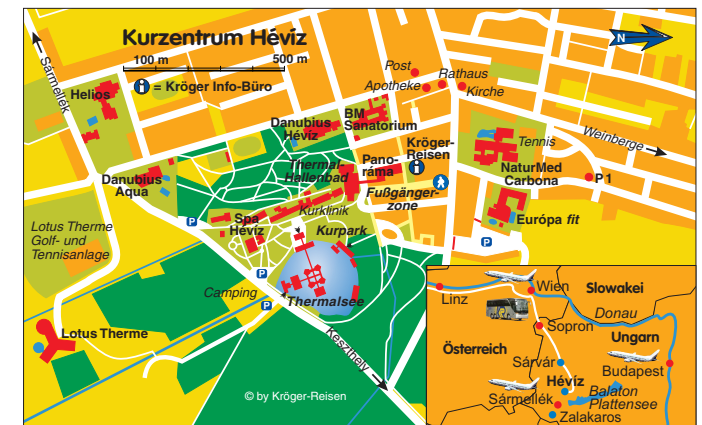 Kurzentrum Hévíz
100 m
500 m
i = Kröger Info-Büro
N
Sármellék
Helios
Post
Apotheke
Rathaus
Kirche
BM
Sanatorium
Danubius
Hévíz
Kröger-
Reisen
i
Tennis
Weinberge
Thermal-
Hallenbad
Pano-
ráma
NaturMed
Carbona
P1
Danubius
Aqua
Fußgänger-
zone
Kurklinik
Európa fit
P
Spa
Hévíz
Kurpark
P
Lotus Therme
Golf- und
Tennisanlage
P
Camping
P
Thermalsee
Lotus Therme
Keszthely
© by Kröger-Reisen
Linz
Wien
Slowakei
Donau
Sopron
Ungarn
Österreich
Sárvár
Budapest
Hévíz
Balaton
Plattensee
Sármellék
Zalakaros